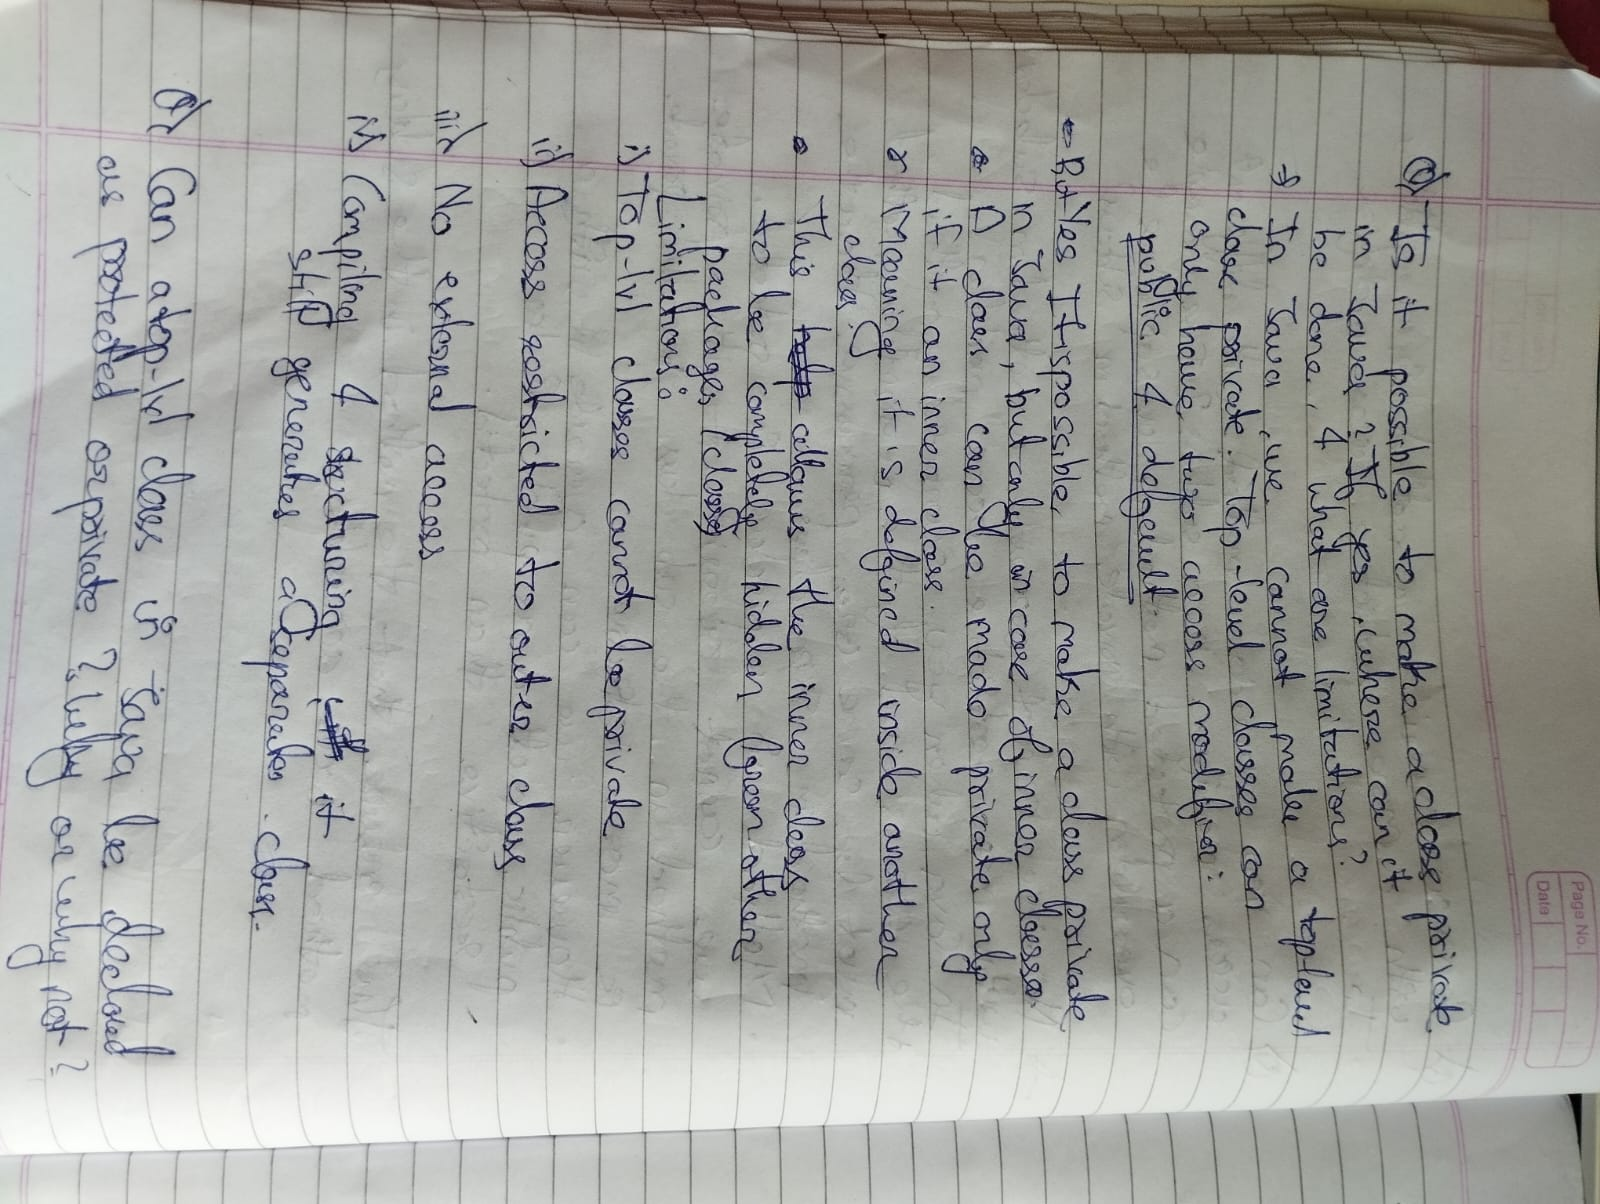 Page No.
Date
Q) Is it possible to make a class private
in Java? If yes, where can it
be done, & what are limitations?
→ In Java, we cannot make a toplevel
class private. Top-level classes can
only have two access modifier:
public & default.
But Yes It is possible to make a class private
in Java, but only in case of inner classes.
A class can be made private only
if it an inner class.
Meaning it is defined inside another
class.
This allows the inner class
to be completely hidden from other
packages/classes
Limitations:
i) Top-lvl classes cannot be private
ii) Access restricted to outer class
iii) No external access
iv) Compiling & structuring it
still generates a separate class.
Q) Can a top-lvl class in Java be declared
as protected or private? Why or why not?